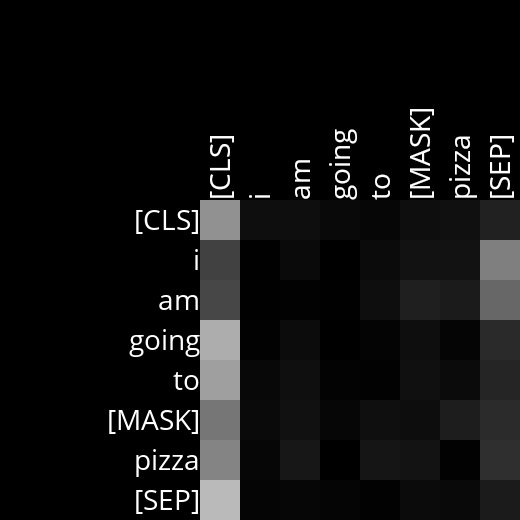 [CLS] i am going to [MASK] pizza [SEP]
[CLS]
i
am
going
to
[MASK]
pizza
[SEP]